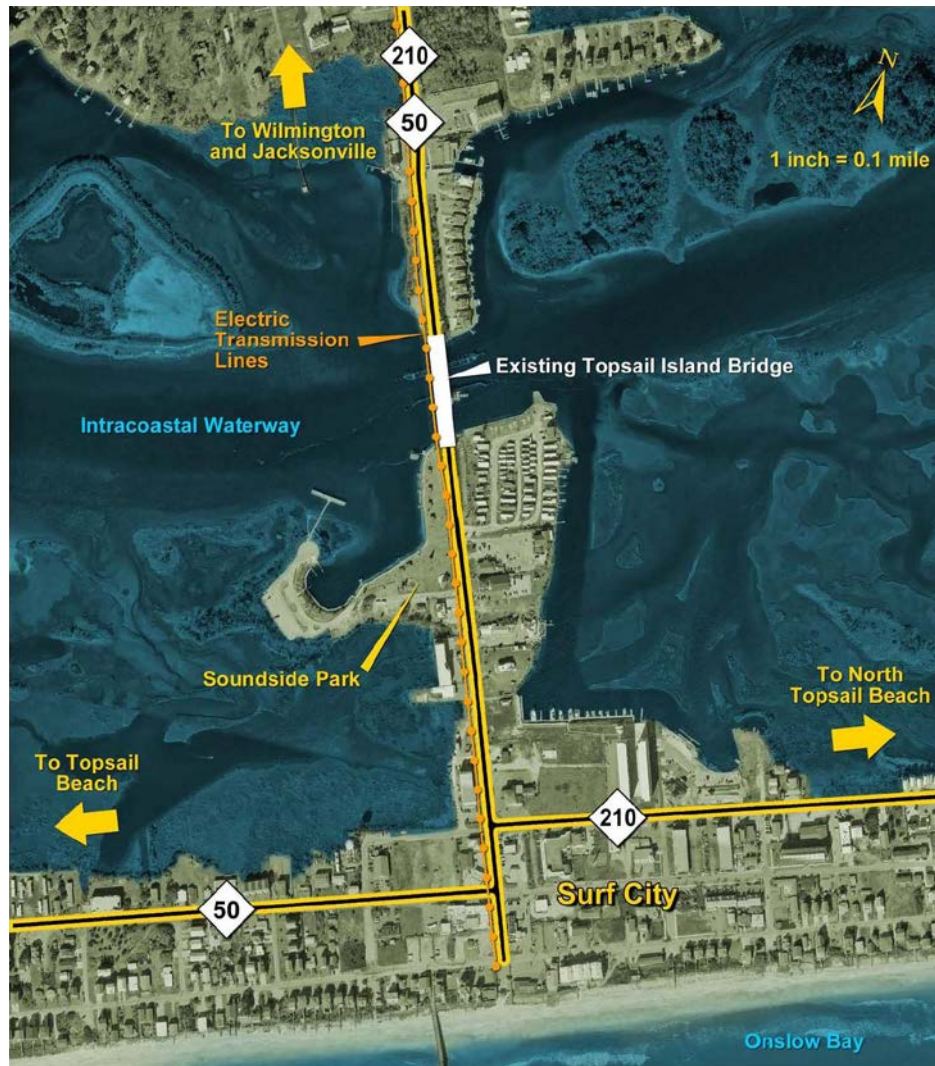 210
50
To Wilmington
and Jacksonville
N
1 inch = 0.1 mile
Electric
Transmission
Lines
Existing Topsail Island Bridge
Intracoastal Waterway
Soundside Park
To North
Topsail Beach
To Topsail
Beach
210
50
Surf City
Onslow Bay